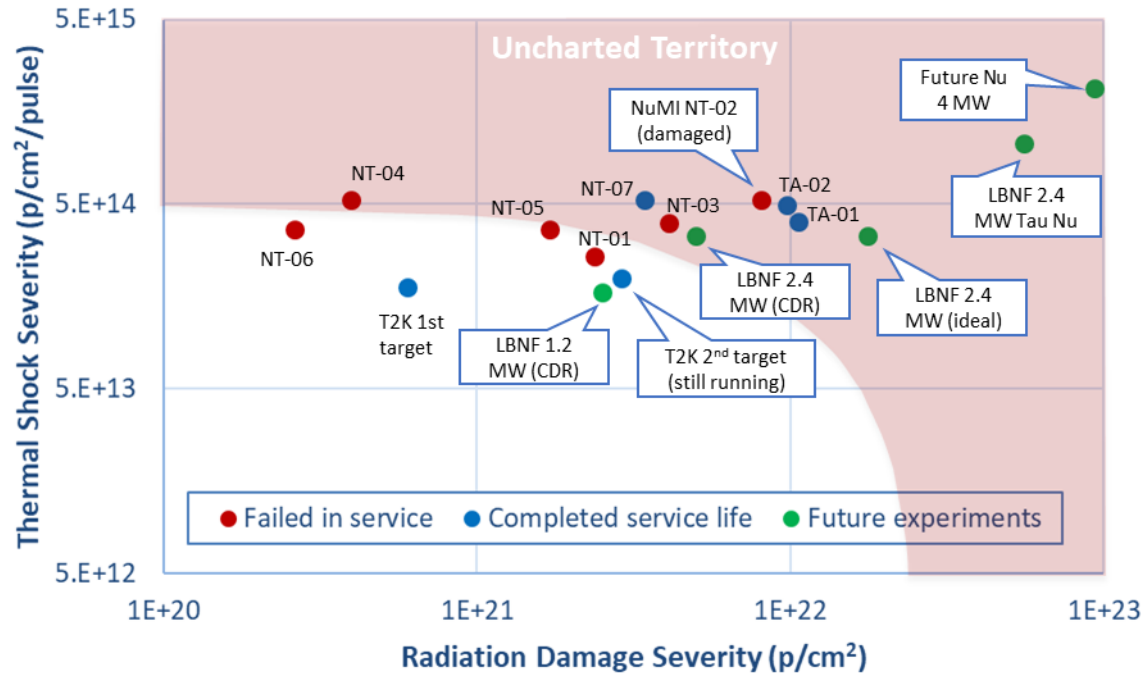 5.E+15
Uncharted Territory
Future Nu
4 MW
NuMI NT-02
(damaged)
NT-04
NT-07
TA-02
5.E+14
NT-05
NT-03
TA-01
LBNF 2.4
MW Tau Nu
NT-06
NT-01
LBNF 2.4
MW (CDR)
LBNF 2.4
MW (ideal)
T2K 1st
target
LBNF 1.2
MW (CDR)
T2K 2nd target
(still running)
5.E+13
Failed in service
Completed service life
Future experiments
5.E+12
1E+20
1E+21
1E+22
1E+23
Radiation Damage Severity (p/cm²)
Thermal Shock Severity (p/cm²/pulse)